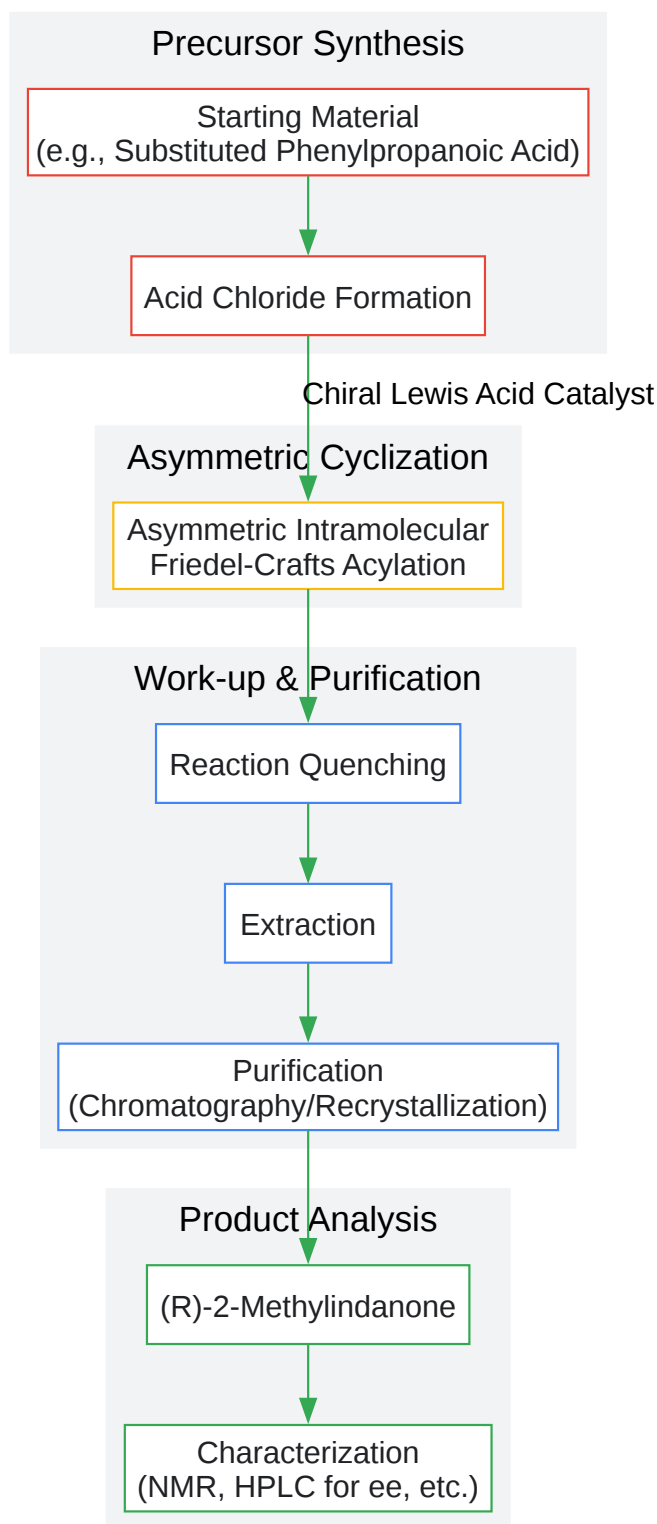 Precursor Synthesis
Starting Material
(e.g., Substituted Phenylpropanoic Acid)
Acid Chloride Formation
Chiral Lewis Acid Catalyst
Asymmetric Cyclization
Asymmetric Intramolecular
Friedel-Crafts Acylation
Work-up & Purification
Reaction Quenching
Extraction
Purification
(Chromatography/Recrystallization)
Product Analysis
(R)-2-Methylindanone
Characterization
(NMR, HPLC for ee, etc.)